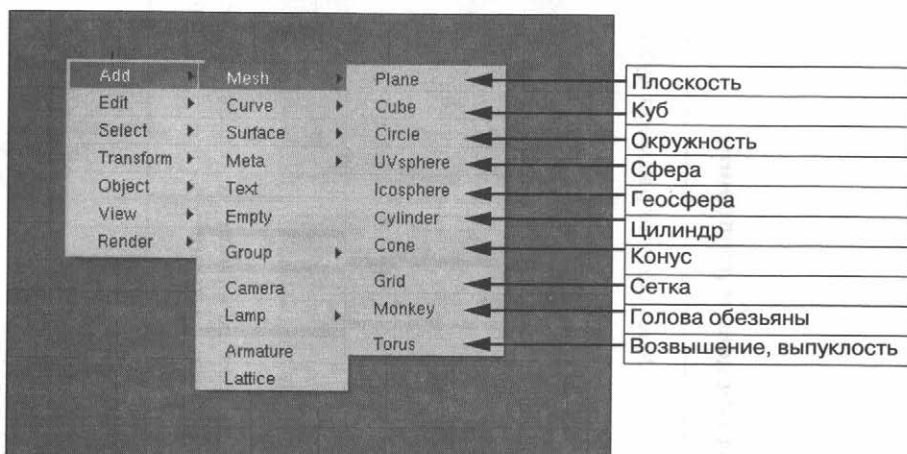 Add
Edit
Select
Transform
Object
View
Render
Mesh
Curve
Surface
Meta
Text
Empty
Group
Camera
Lamp
Armature
Lattice
Plane
Cube
Circle
UVsphere
Icosphere
Cylinder
Cone
Grid
Monkey
Torus
Плоскость
Куб
Окружность
Сфера
Геосфера
Цилиндр
Конус
Сетка
Голова обезьяны
Возвышение, выпуклость